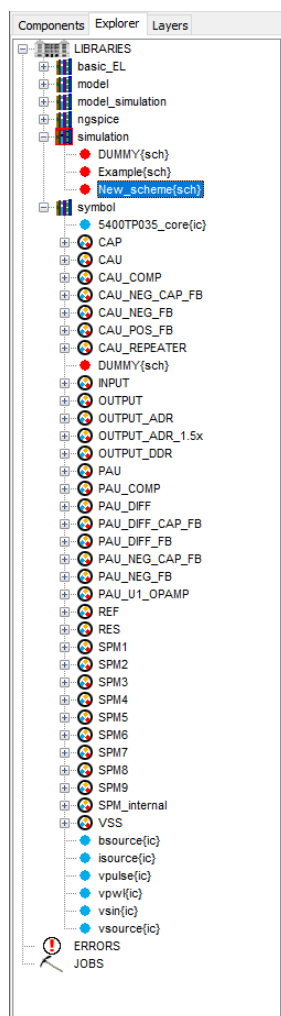 Components Explorer Layers
LIBRARIES
basic_EL
model
model_simulation
ngspice
simulation
DUMMY{sch}
Example{sch}
New_scheme{sch}
symbol
5400TP035_core{ic}
CAP
CAU
CAU_COMP
CAU_NEG_CAP_FB
CAU_NEG_FB
CAU_POS_FB
CAU_REPEATER
DUMMY{sch}
INPUT
OUTPUT
OUTPUT_ADR
OUTPUT_ADR_1.5x
OUTPUT_DDR
PAU
PAU_COMP
PAU_DIFF
PAU_DIFF_CAP_FB
PAU_DIFF_FB
PAU_NEG_CAP_FB
PAU_NEG_FB
PAU_U1_OPAMP
REF
RES
SPM1
SPM2
SPM3
SPM4
SPM5
SPM6
SPM7
SPM8
SPM9
SPM_internal
VSS
bsource{ic}
isource{ic}
vpulse{ic}
vpwl{ic}
vsin{ic}
vsource{ic}
ERRORS
JOBS